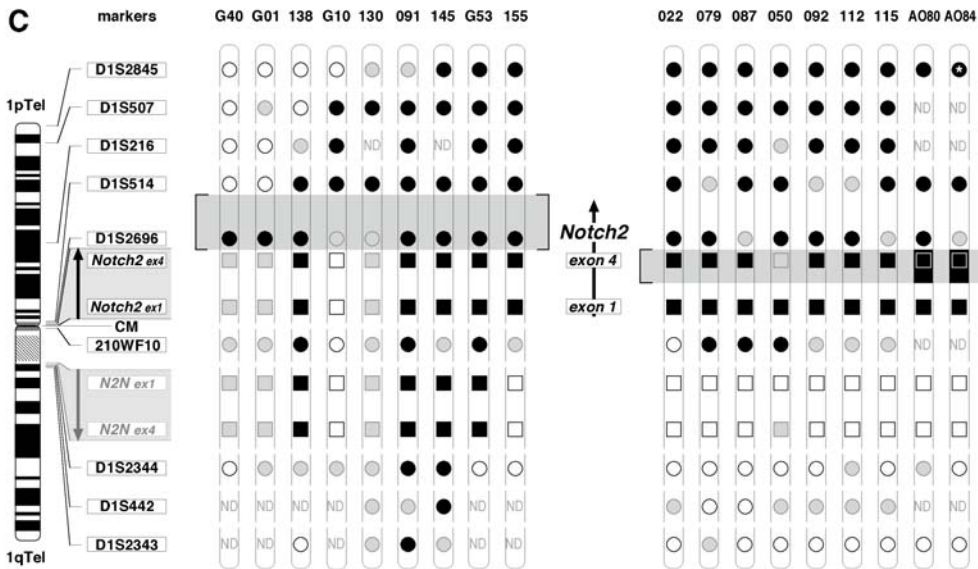 C markers G40 G01 138 G10 130 091 145 G53 155 022 079 087 050 092 112 115 AO80 AO84
D1S2845 *
1pTel D1S507 ND ND
D1S216 ND ND ND ND
D1S514
Notch2
D1S2696
Notch2 ex4 exon 4
Notch2 ex1 exon 1
CM
210WF10 ND ND
N2N ex1
N2N ex4
D1S2344
D1S442 ND ND ND ND ND ND ND ND
D1S2343 ND ND ND ND
1qTel